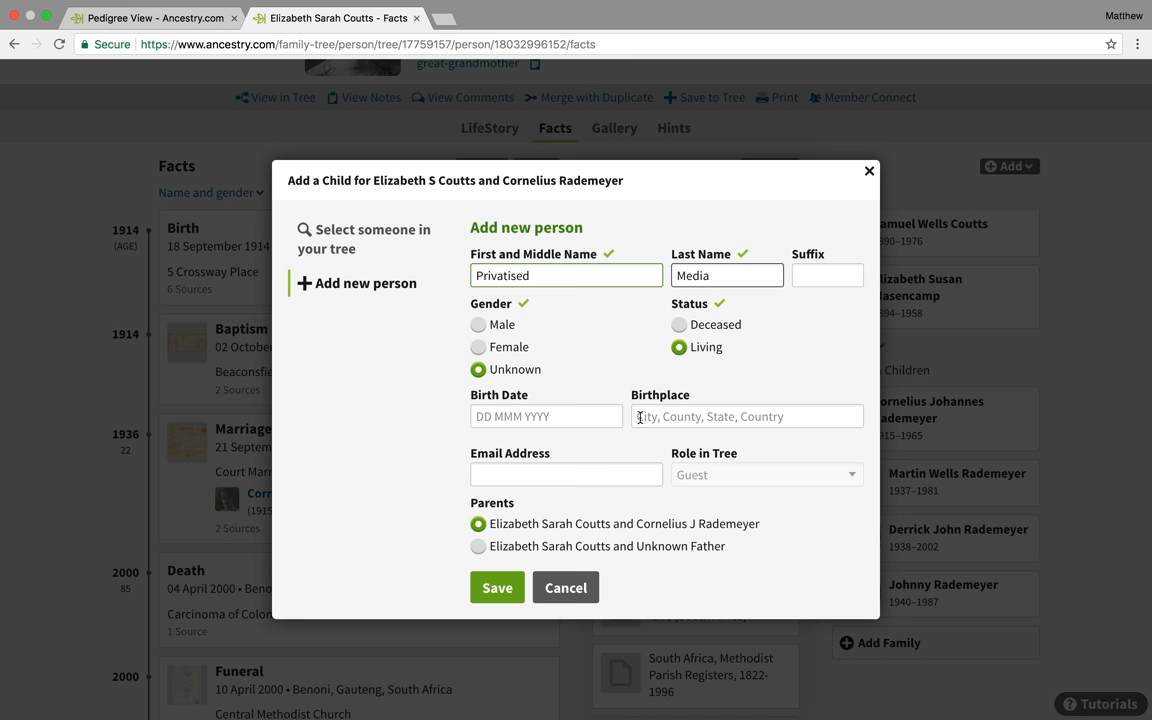 Pedigree View - Ancestry.com
Elizabeth Sarah Coutts - Facts
Matthew
Secure
https://www.ancestry.com/family-tree/person/tree/17759157/person/18032996152/facts
great-grandmother
View in Tree
View Notes
View Comments
Merge with Duplicate
Save to Tree
Print
Member Connect
LifeStory
Facts
Gallery
Hints
Facts
Add
Name and gender
1914
(AGE)
Birth
18 September 1914
5 Crossway Place
6 Sources
1914
Baptism
02 October
Beaconsfie
2 Sources
1936
22
Marriage
21 Septem
Court Marr
Corn
(1915
2 Sources
2000
85
Death
04 April 2000 • Beno
Carcinoma of Colon
1 Source
2000
Funeral
10 April 2000 • Benoni, Gauteng, South Africa
Central Methodist Church
Add a Child for Elizabeth S Coutts and Cornelius Rademeyer
Select someone in
your tree
Add new person
Add new person
First and Middle Name
Last Name
Suffix
Privatised
Media
Gender
Status
Male
Deceased
Female
Living
Unknown
Birth Date
Birthplace
DD MMM YYYY
City, County, State, Country
Email Address
Role in Tree
Guest
Parents
Elizabeth Sarah Coutts and Cornelius J Rademeyer
Elizabeth Sarah Coutts and Unknown Father
Save
Cancel
amuel Wells Coutts
890–1976
lizabeth Susan
asencamp
894–1958
Children
ornelius Johannes
ademeyer
915–1965
Martin Wells Rademeyer
1937–1981
Derrick John Rademeyer
1938–2002
Johnny Rademeyer
1940–1987
Add Family
South Africa, Methodist
Parish Registers, 1822-
1996
Tutorials